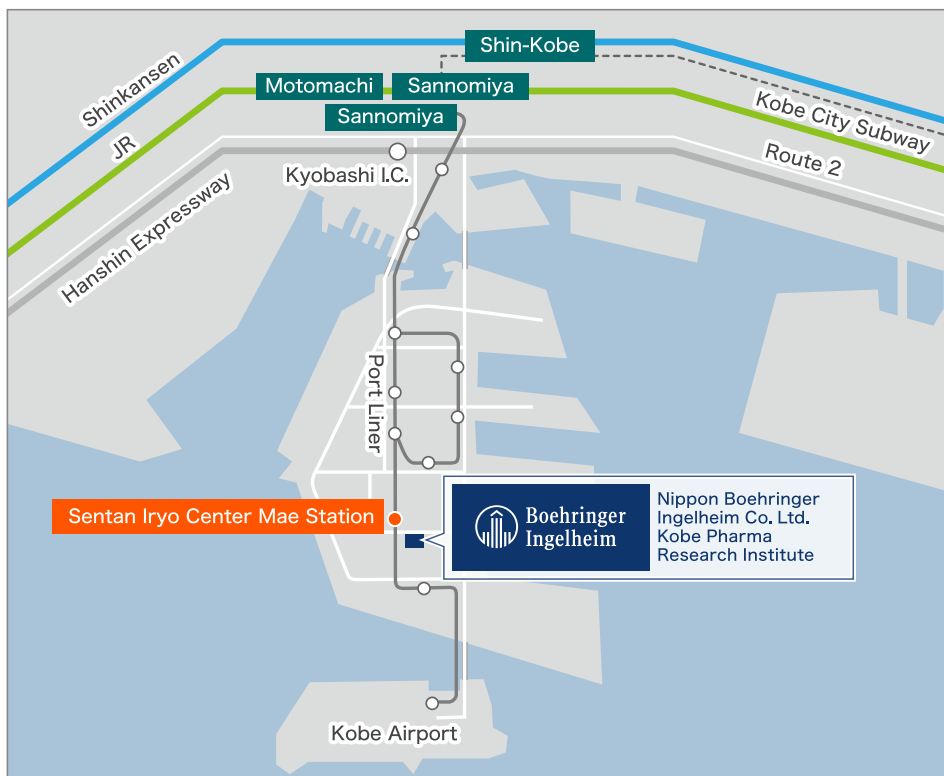 Shin-Kobe
Shinkansen
Motomachi
Sannomiya
Kobe City Subway
Sannomiya
JR
Route 2
Kyobashi I.C.
Hanshin Expressway
Port Liner
Sentan Iryo Center Mae Station
Boehringer
Ingelheim
Nippon Boehringer
Ingelheim Co. Ltd.
Kobe Pharma
Research Institute
Kobe Airport